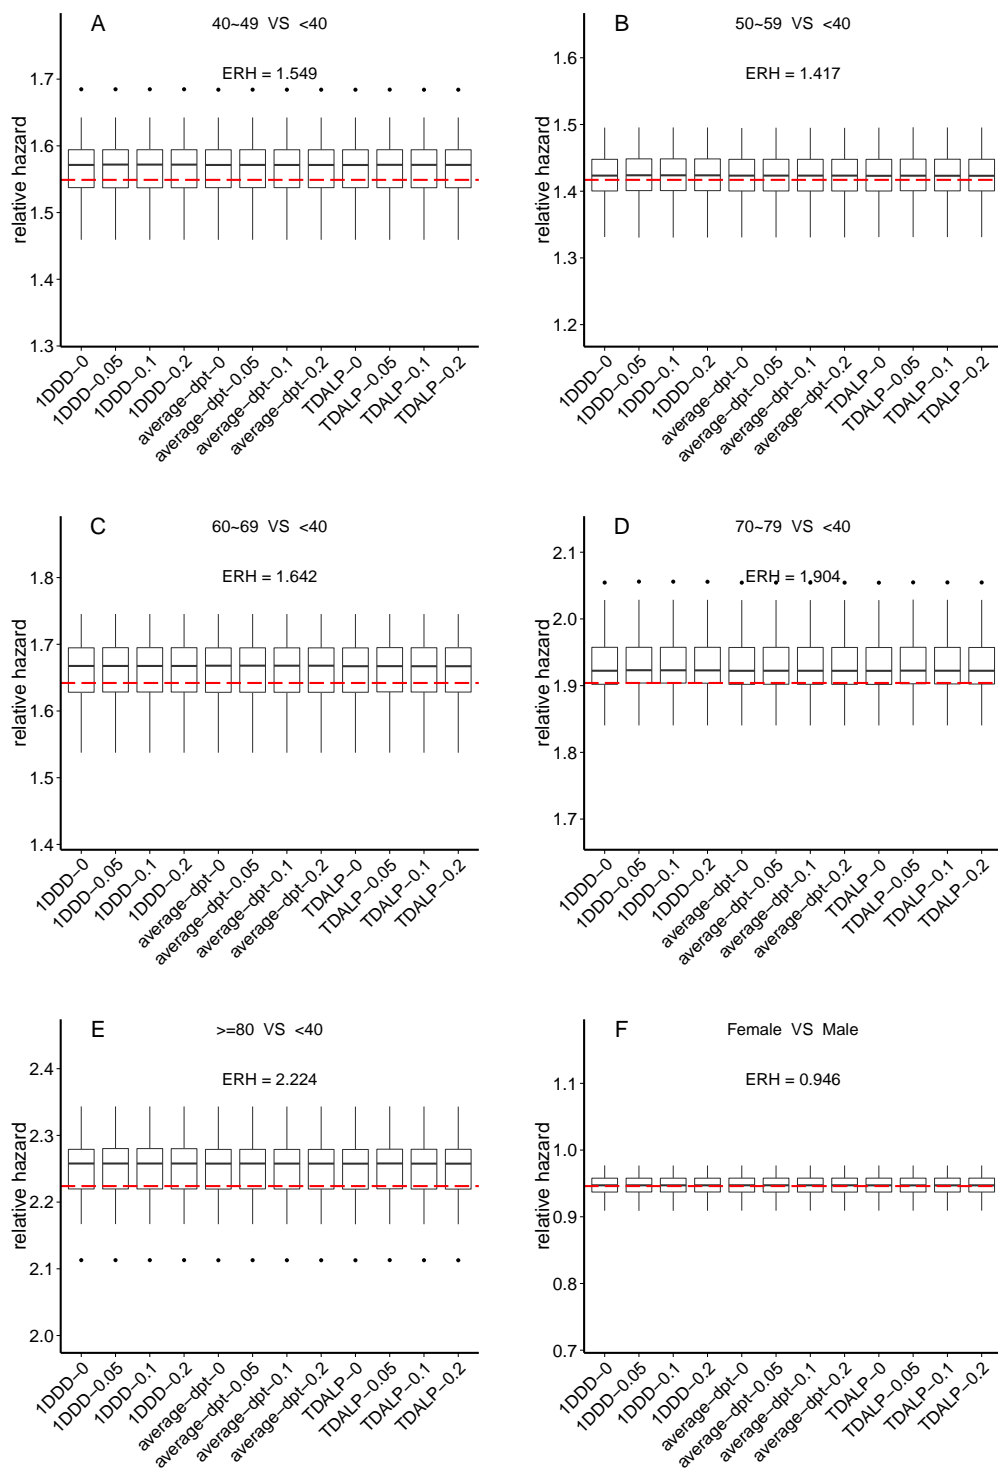 A
40~49 VS <40
ERH = 1.549
relative hazard
1.7
1.6
1.5
1.4
1.3
1DDD−0
1DDD−0.05
1DDD−0.1
1DDD−0.2
average−dpt−0
average−dpt−0.05
average−dpt−0.1
average−dpt−0.2
TDALP−0
TDALP−0.05
TDALP−0.1
TDALP−0.2
B
50~59 VS <40
ERH = 1.417
relative hazard
1.6
1.5
1.4
1.3
1.2
1DDD−0
1DDD−0.05
1DDD−0.1
1DDD−0.2
average−dpt−0
average−dpt−0.05
average−dpt−0.1
average−dpt−0.2
TDALP−0
TDALP−0.05
TDALP−0.1
TDALP−0.2
C
60~69 VS <40
ERH = 1.642
relative hazard
1.8
1.7
1.6
1.5
1.4
1DDD−0
1DDD−0.05
1DDD−0.1
1DDD−0.2
average−dpt−0
average−dpt−0.05
average−dpt−0.1
average−dpt−0.2
TDALP−0
TDALP−0.05
TDALP−0.1
TDALP−0.2
D
70~79 VS <40
ERH = 1.904
relative hazard
2.1
2.0
1.9
1.8
1.7
1DDD−0
1DDD−0.05
1DDD−0.1
1DDD−0.2
average−dpt−0
average−dpt−0.05
average−dpt−0.1
average−dpt−0.2
TDALP−0
TDALP−0.05
TDALP−0.1
TDALP−0.2
E
>=80 VS <40
ERH = 2.224
relative hazard
2.4
2.3
2.2
2.1
2.0
1DDD−0
1DDD−0.05
1DDD−0.1
1DDD−0.2
average−dpt−0
average−dpt−0.05
average−dpt−0.1
average−dpt−0.2
TDALP−0
TDALP−0.05
TDALP−0.1
TDALP−0.2
F
Female VS Male
ERH = 0.946
relative hazard
1.1
1.0
0.9
0.8
0.7
1DDD−0
1DDD−0.05
1DDD−0.1
1DDD−0.2
average−dpt−0
average−dpt−0.05
average−dpt−0.1
average−dpt−0.2
TDALP−0
TDALP−0.05
TDALP−0.1
TDALP−0.2